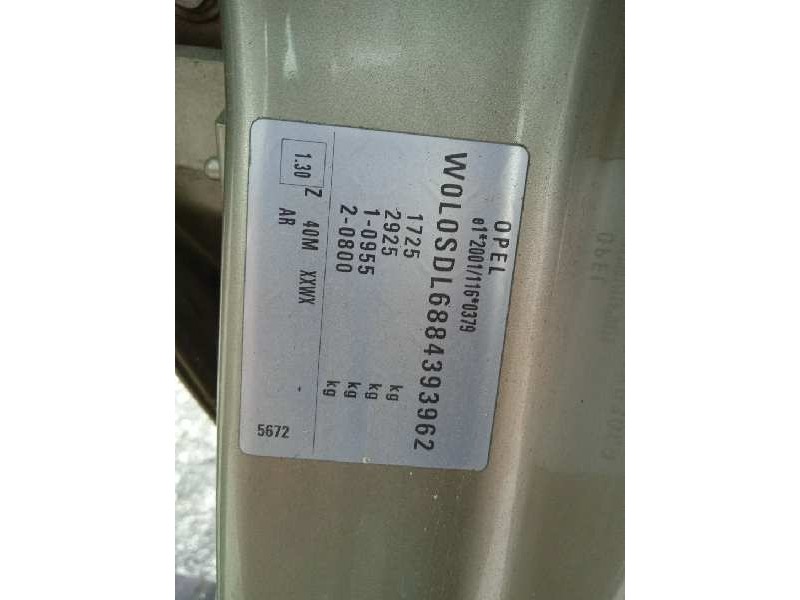 OPEL
e1*2001/116*0379
W0L0SDL6884393962
1725 kg
2925 kg
1-0955 kg
2-0800 kg
1.30 Z 40M XXWX -
AR
5672